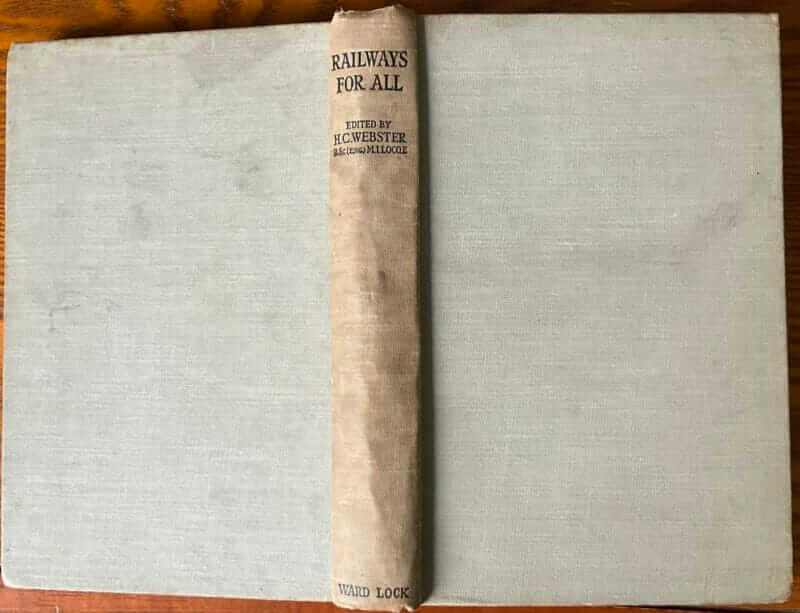 RAILWAYS
FOR ALL
EDITED BY
H.C.WEBSTER
B.Sc(ENG.) M.I.LOCO.E
WARD LOCK